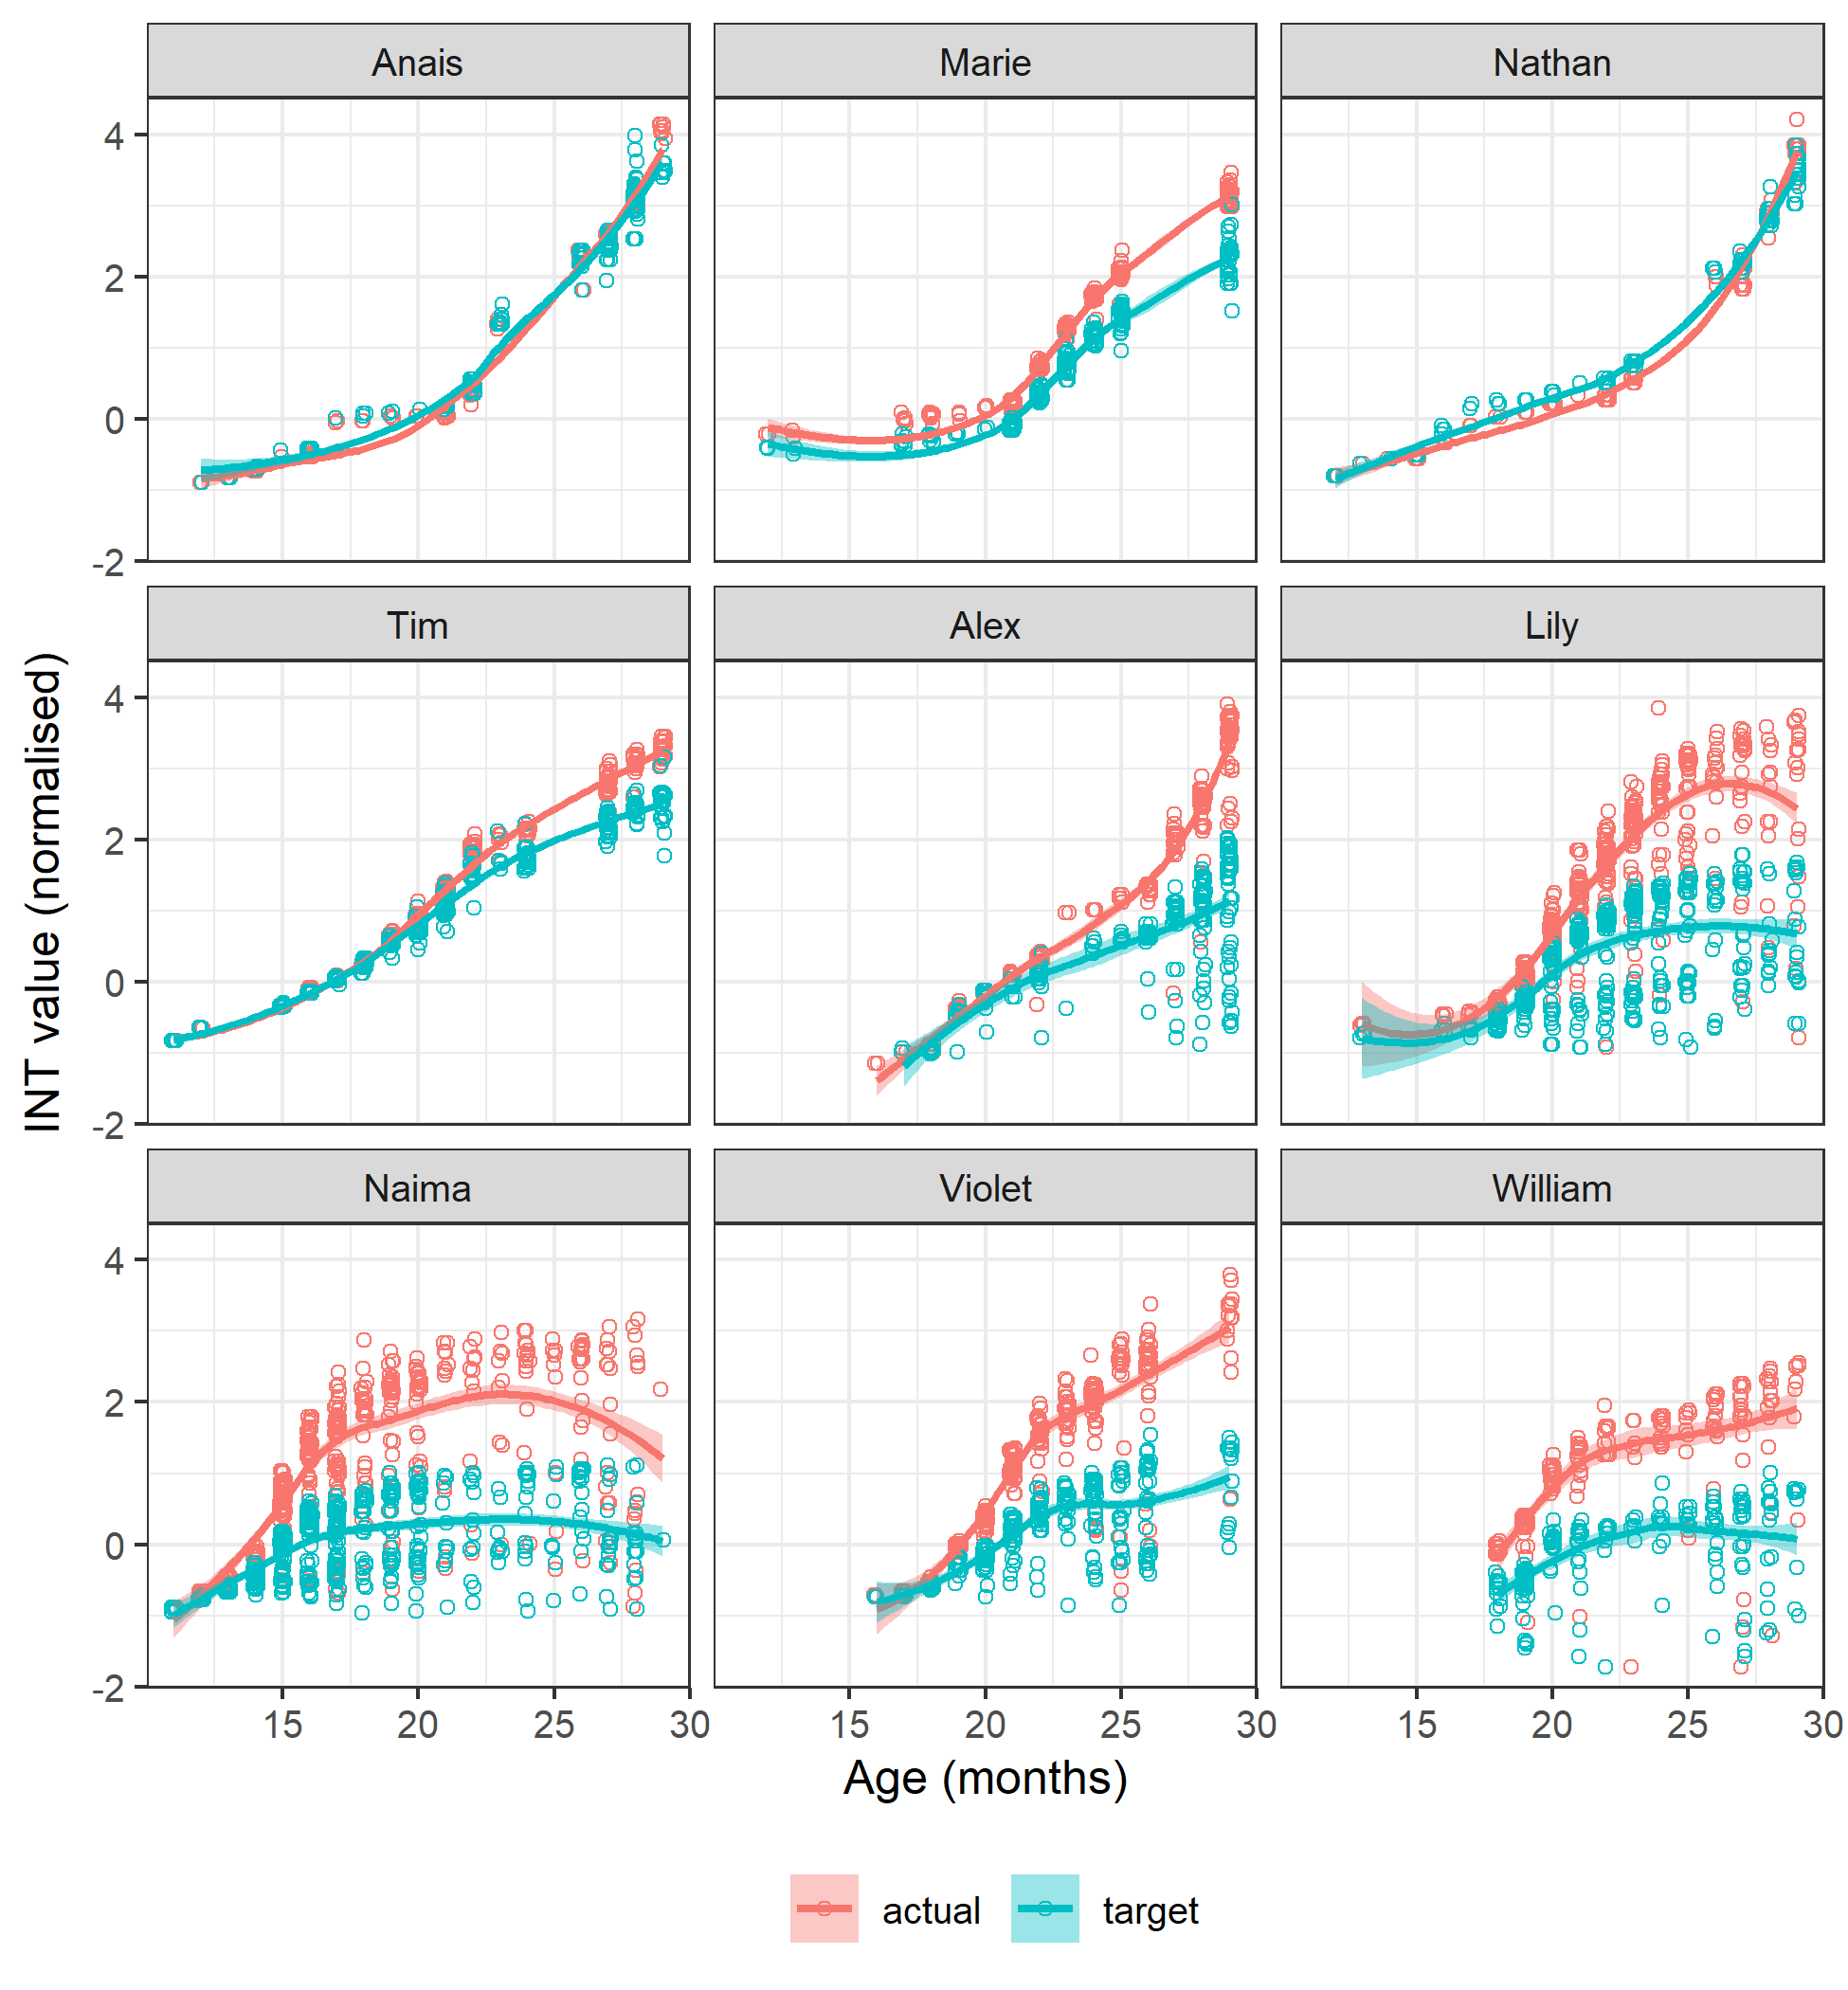 Anais Marie Nathan
4
2
0
-2
Tim Alex Lily
4
2
0
-2
Naima Violet William
4
2
0
-2
15 20 25 30 15 20 25 30 15 20 25 30
INT value (normalised)
Age (months)
actual target